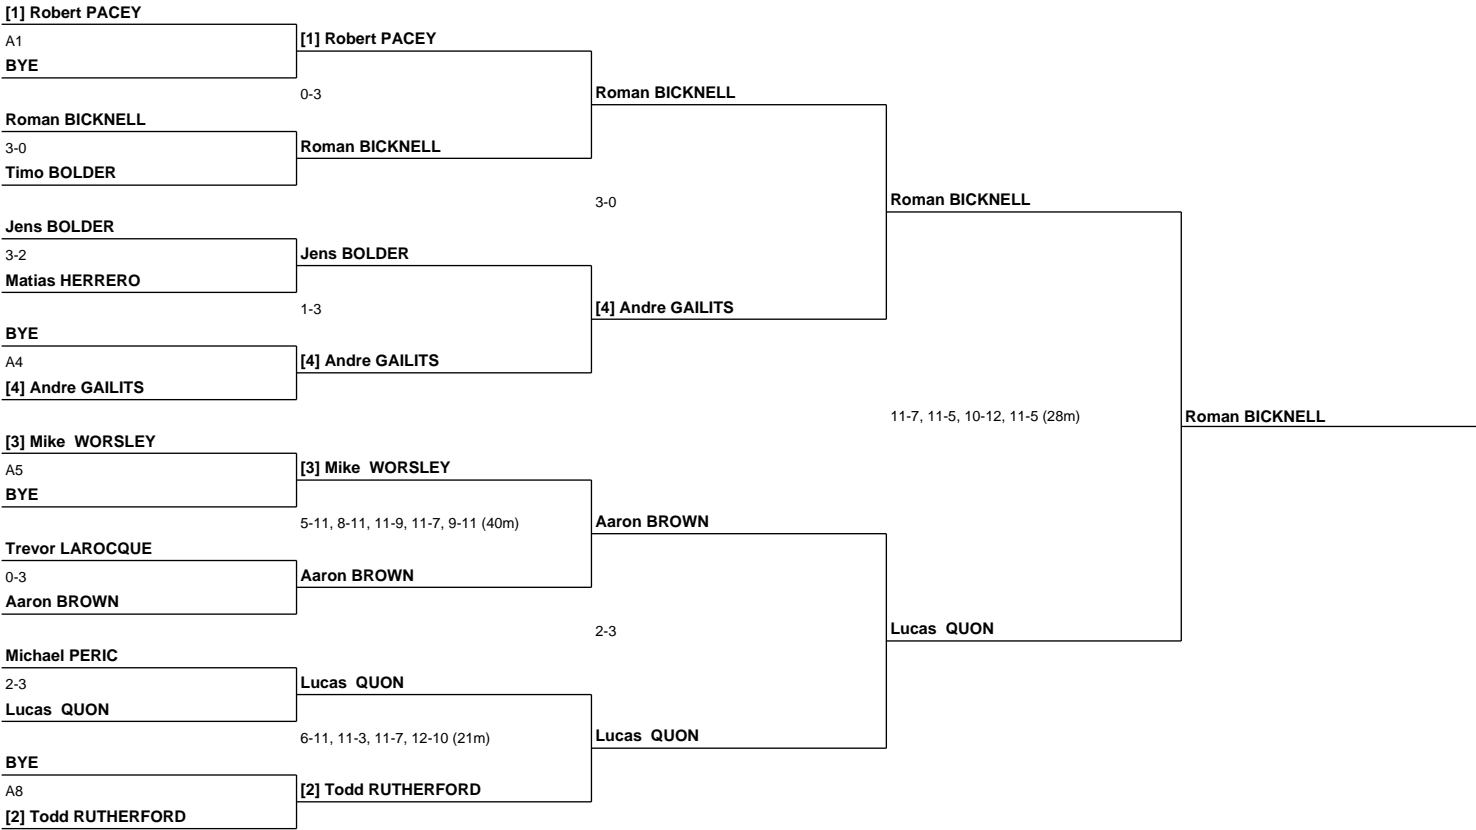 [1] Robert PACEY
A1
BYE
Roman BICKNELL
3-0
Timo BOLDER
Jens BOLDER
3-2
Matias HERRERO
BYE
A4
[4] Andre GAILITS
[3] Mike  WORSLEY
A5
BYE
Trevor LAROCQUE
0-3
Aaron BROWN
Michael PERIC
2-3
Lucas  QUON
BYE
A8
[2] Todd RUTHERFORD
[1] Robert PACEY
0-3
Roman BICKNELL
Jens BOLDER
1-3
[4] Andre GAILITS
[3] Mike  WORSLEY
5-11, 8-11, 11-9, 11-7, 9-11 (40m)
Aaron BROWN
Lucas  QUON
6-11, 11-3, 11-7, 12-10 (21m)
[2] Todd RUTHERFORD
Roman BICKNELL
3-0
[4] Andre GAILITS
Aaron BROWN
2-3
Lucas  QUON
Roman BICKNELL
11-7, 11-5, 10-12, 11-5 (28m)
Lucas  QUON
Roman BICKNELL